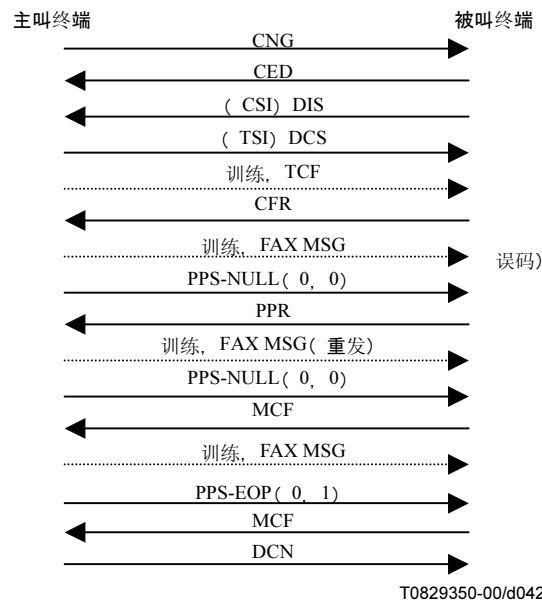 主叫终端 被叫终端
CNG
CED
( CSI) DIS
( TSI) DCS
训练, TCF
CFR
训练, FAX MSG
误码)
PPS-NULL( 0, 0)
PPR
训练, FAX MSG( 重发)
PPS-NULL( 0, 0)
MCF
训练, FAX MSG
PPS-EOP( 0, 1)
MCF
DCN
T0829350-00/d042